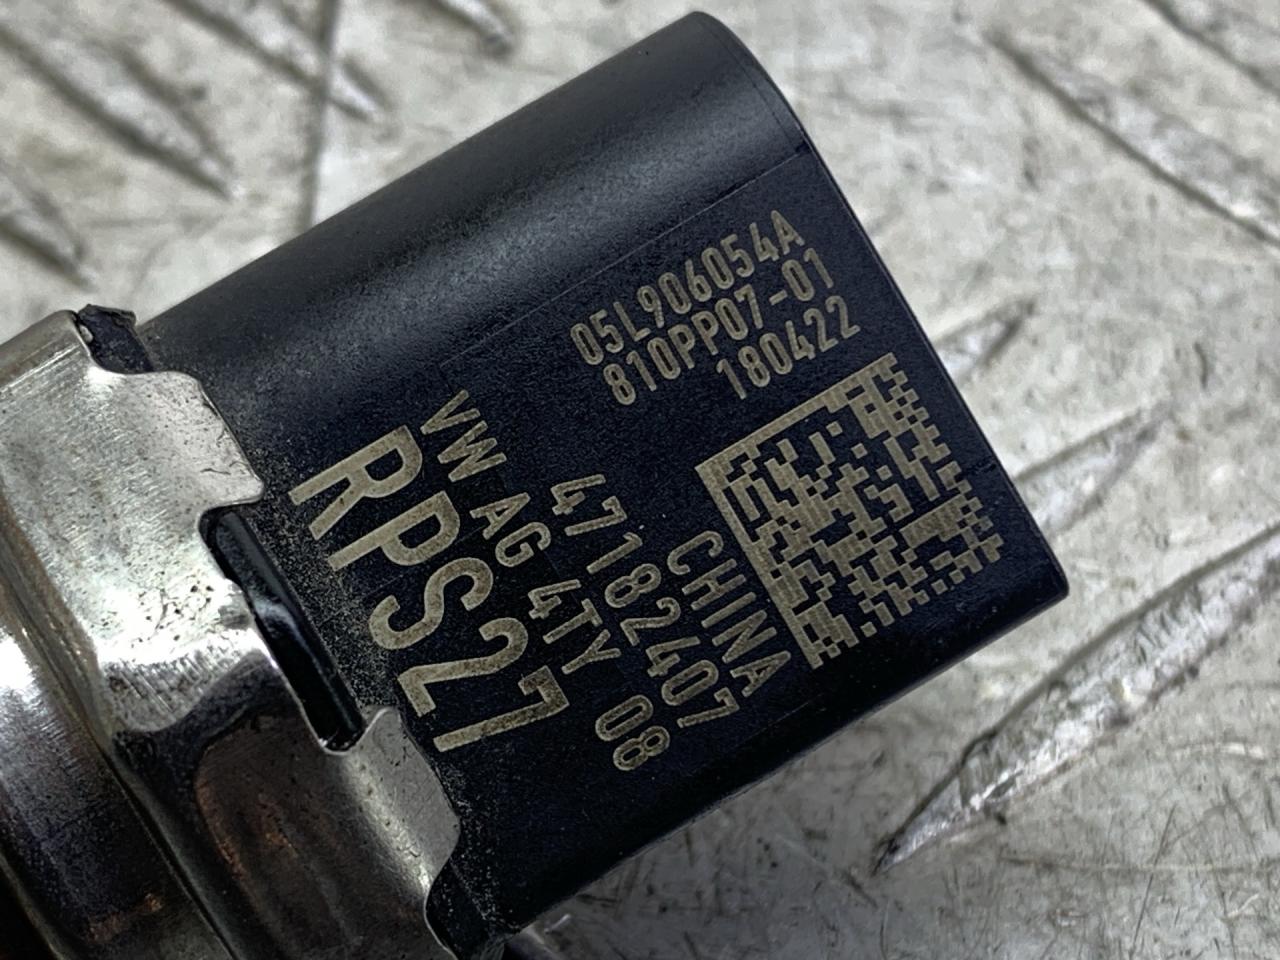 05L906054A
810PP07-01
180422
CHINA
47182407
VW AG 4TY 08
RPS27